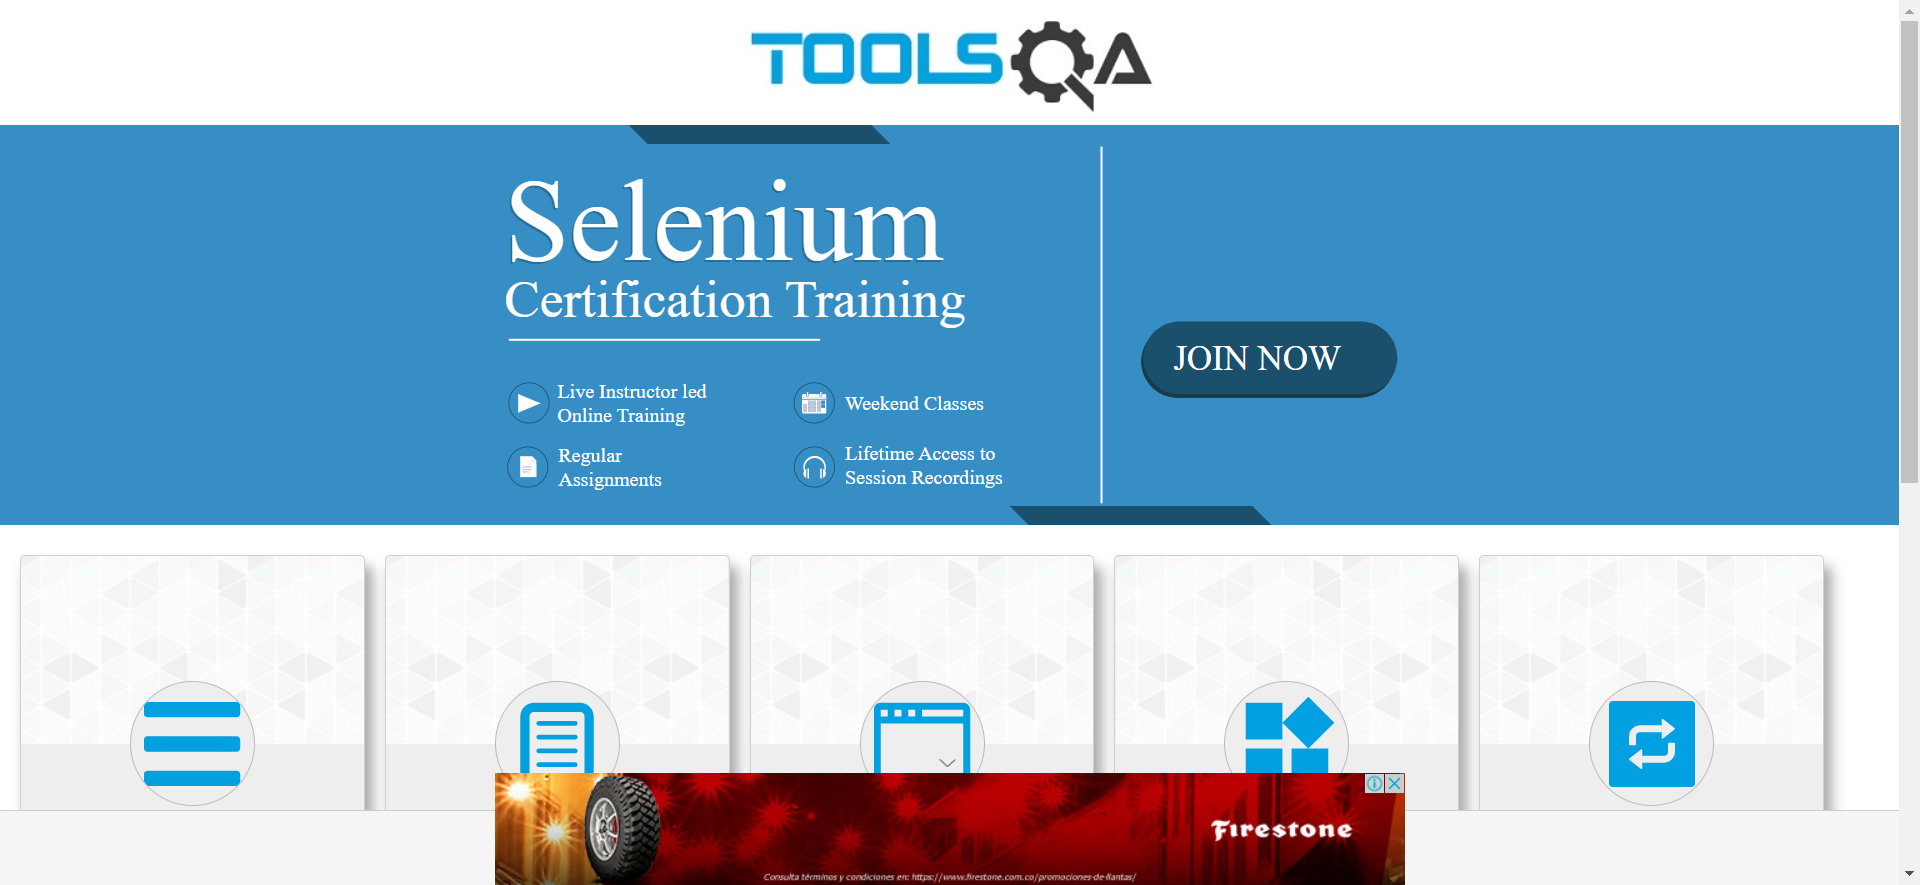 TOOLSQA
Selenium
Certification Training
JOIN NOW
Live Instructor led
Online Training
Weekend Classes
Regular
Assignments
Lifetime Access to
Session Recordings
Firestone
Consulta términos y condiciones en: https://www.firestone.com.co/promociones-de-llantas/